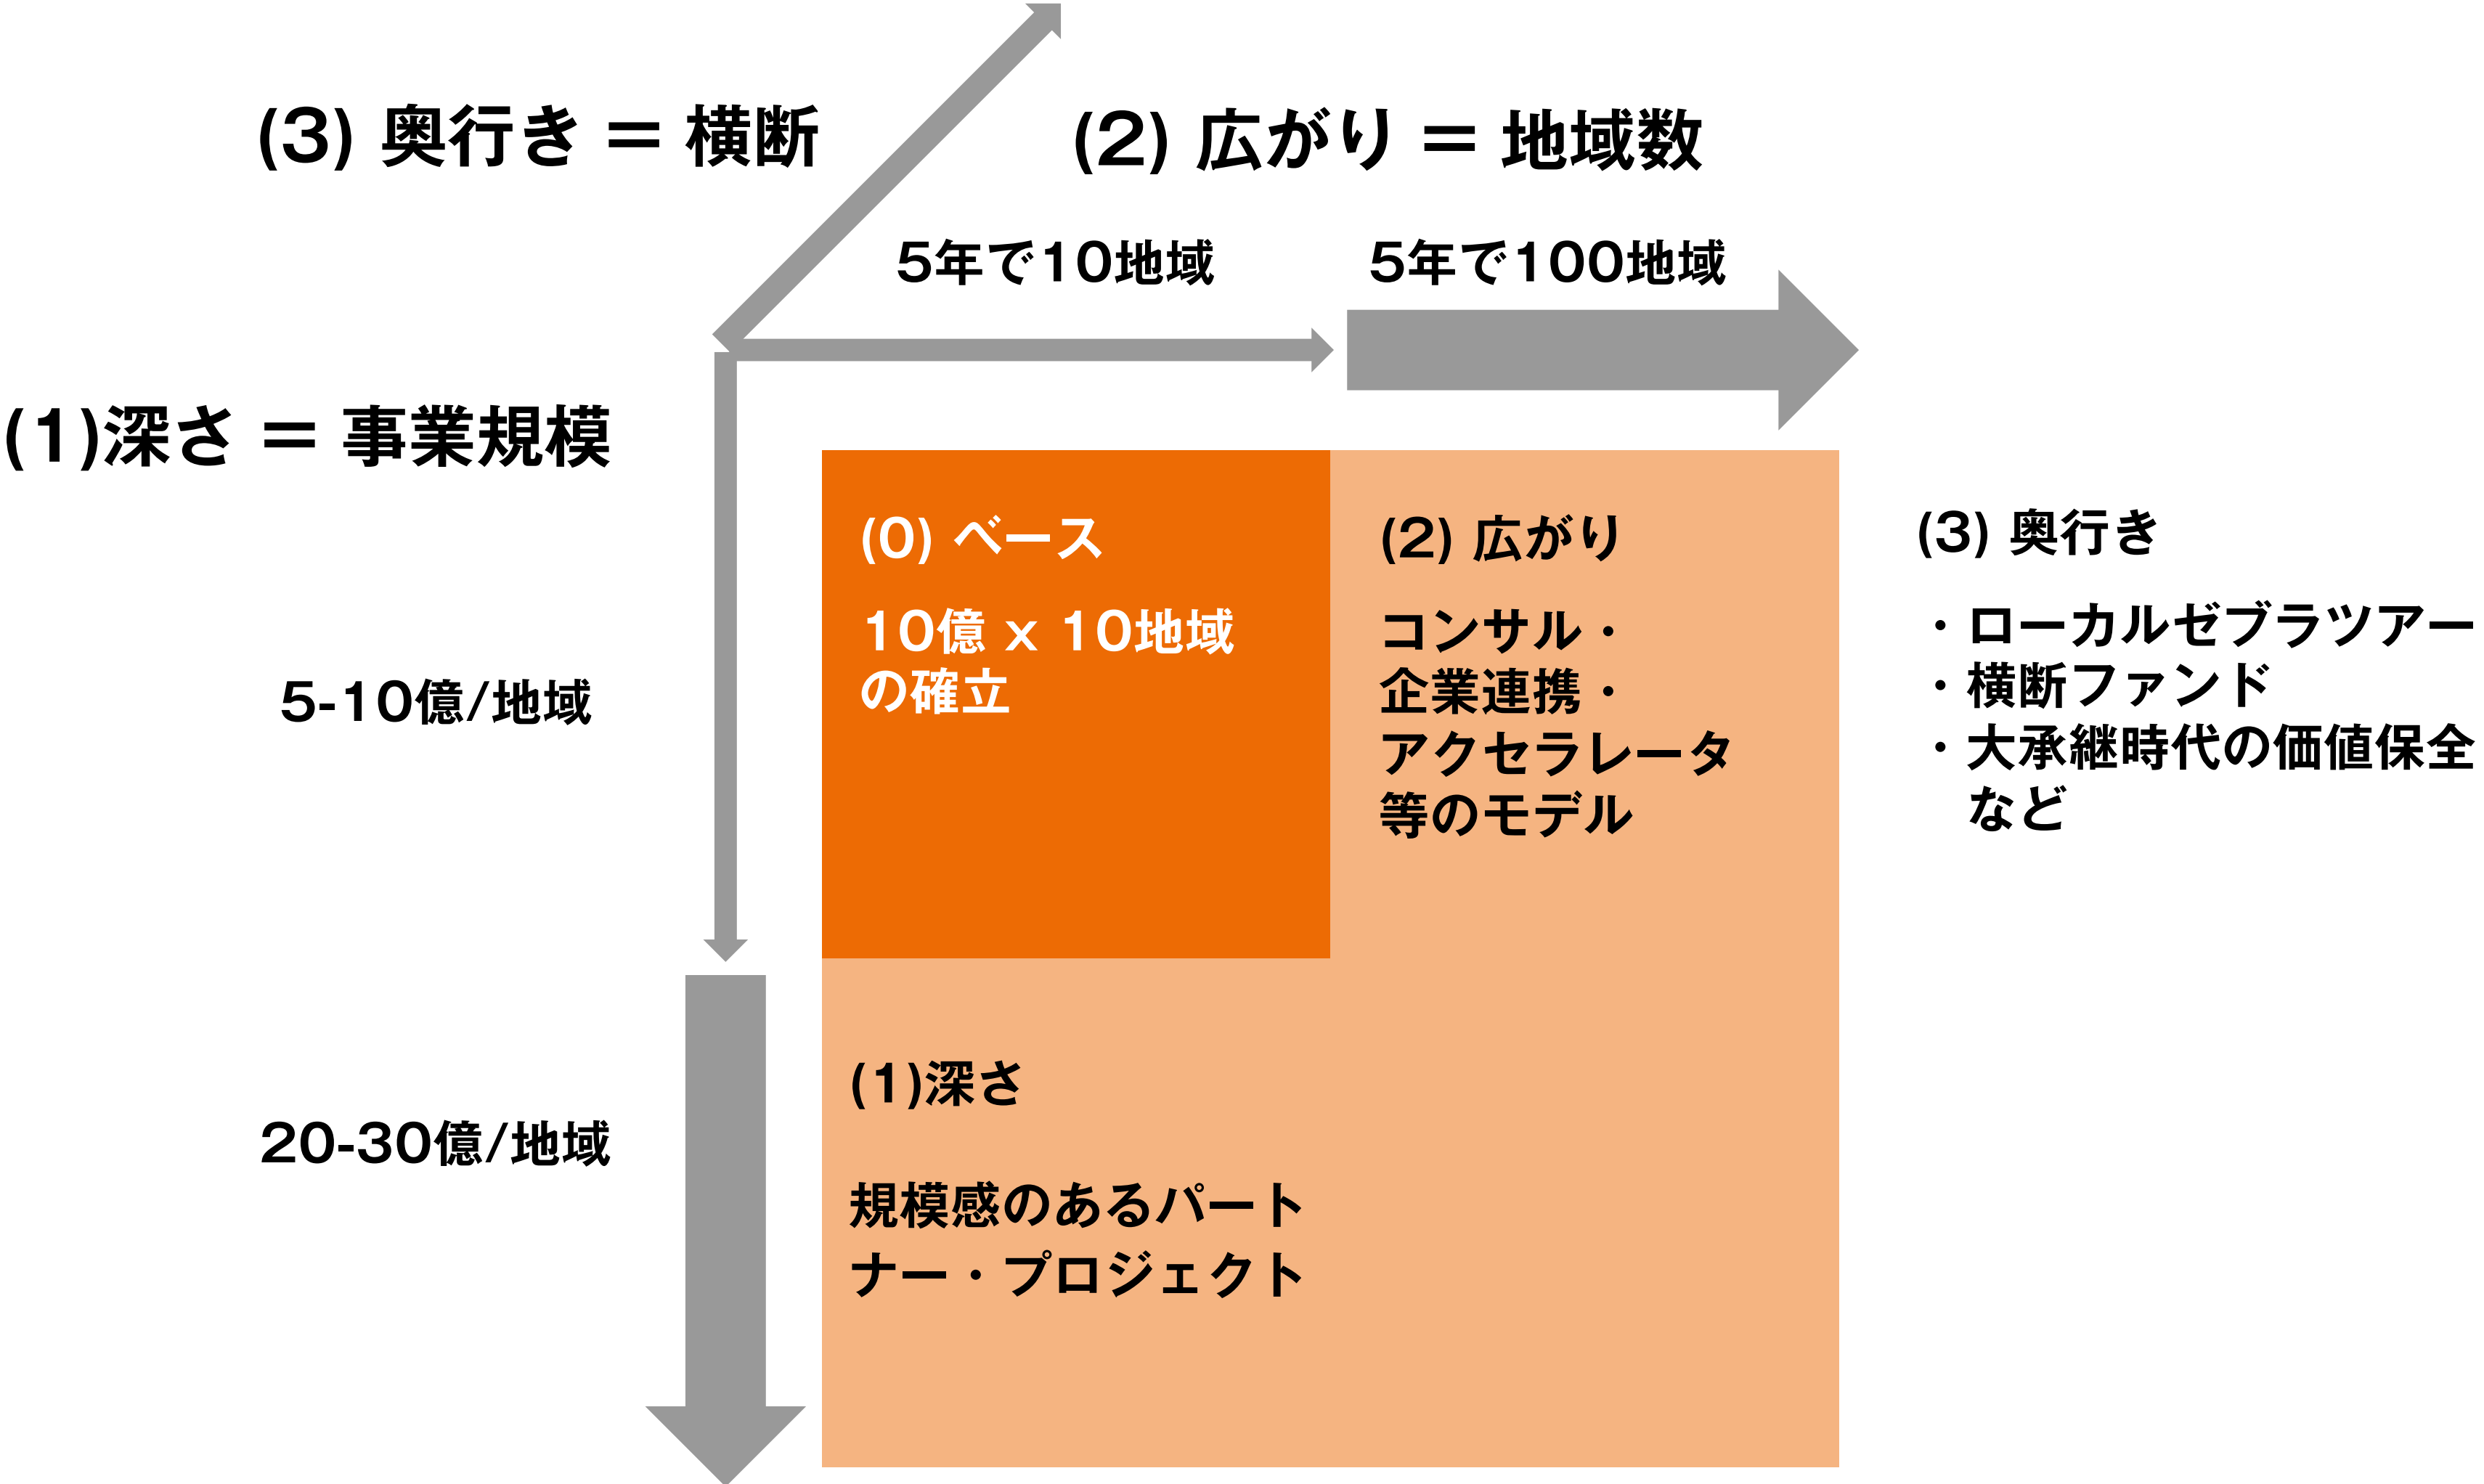 (3) 奥行き＝横断
(2) 広がり＝地域数
5年で10地域
5年で100地域
(1)深さ＝事業規模
5-10億/地域
20-30億/地域
(0) ベース
10億 x 10地域
の確立
(2) 広がり
コンサル・
企業連携・
アクセラレータ
等のモデル
(1)深さ
規模感のあるパート
ナー・プロジェクト
(3) 奥行き
・ローカルゼブラツアー
・横断ファンド
・大承継時代の価値保全
など